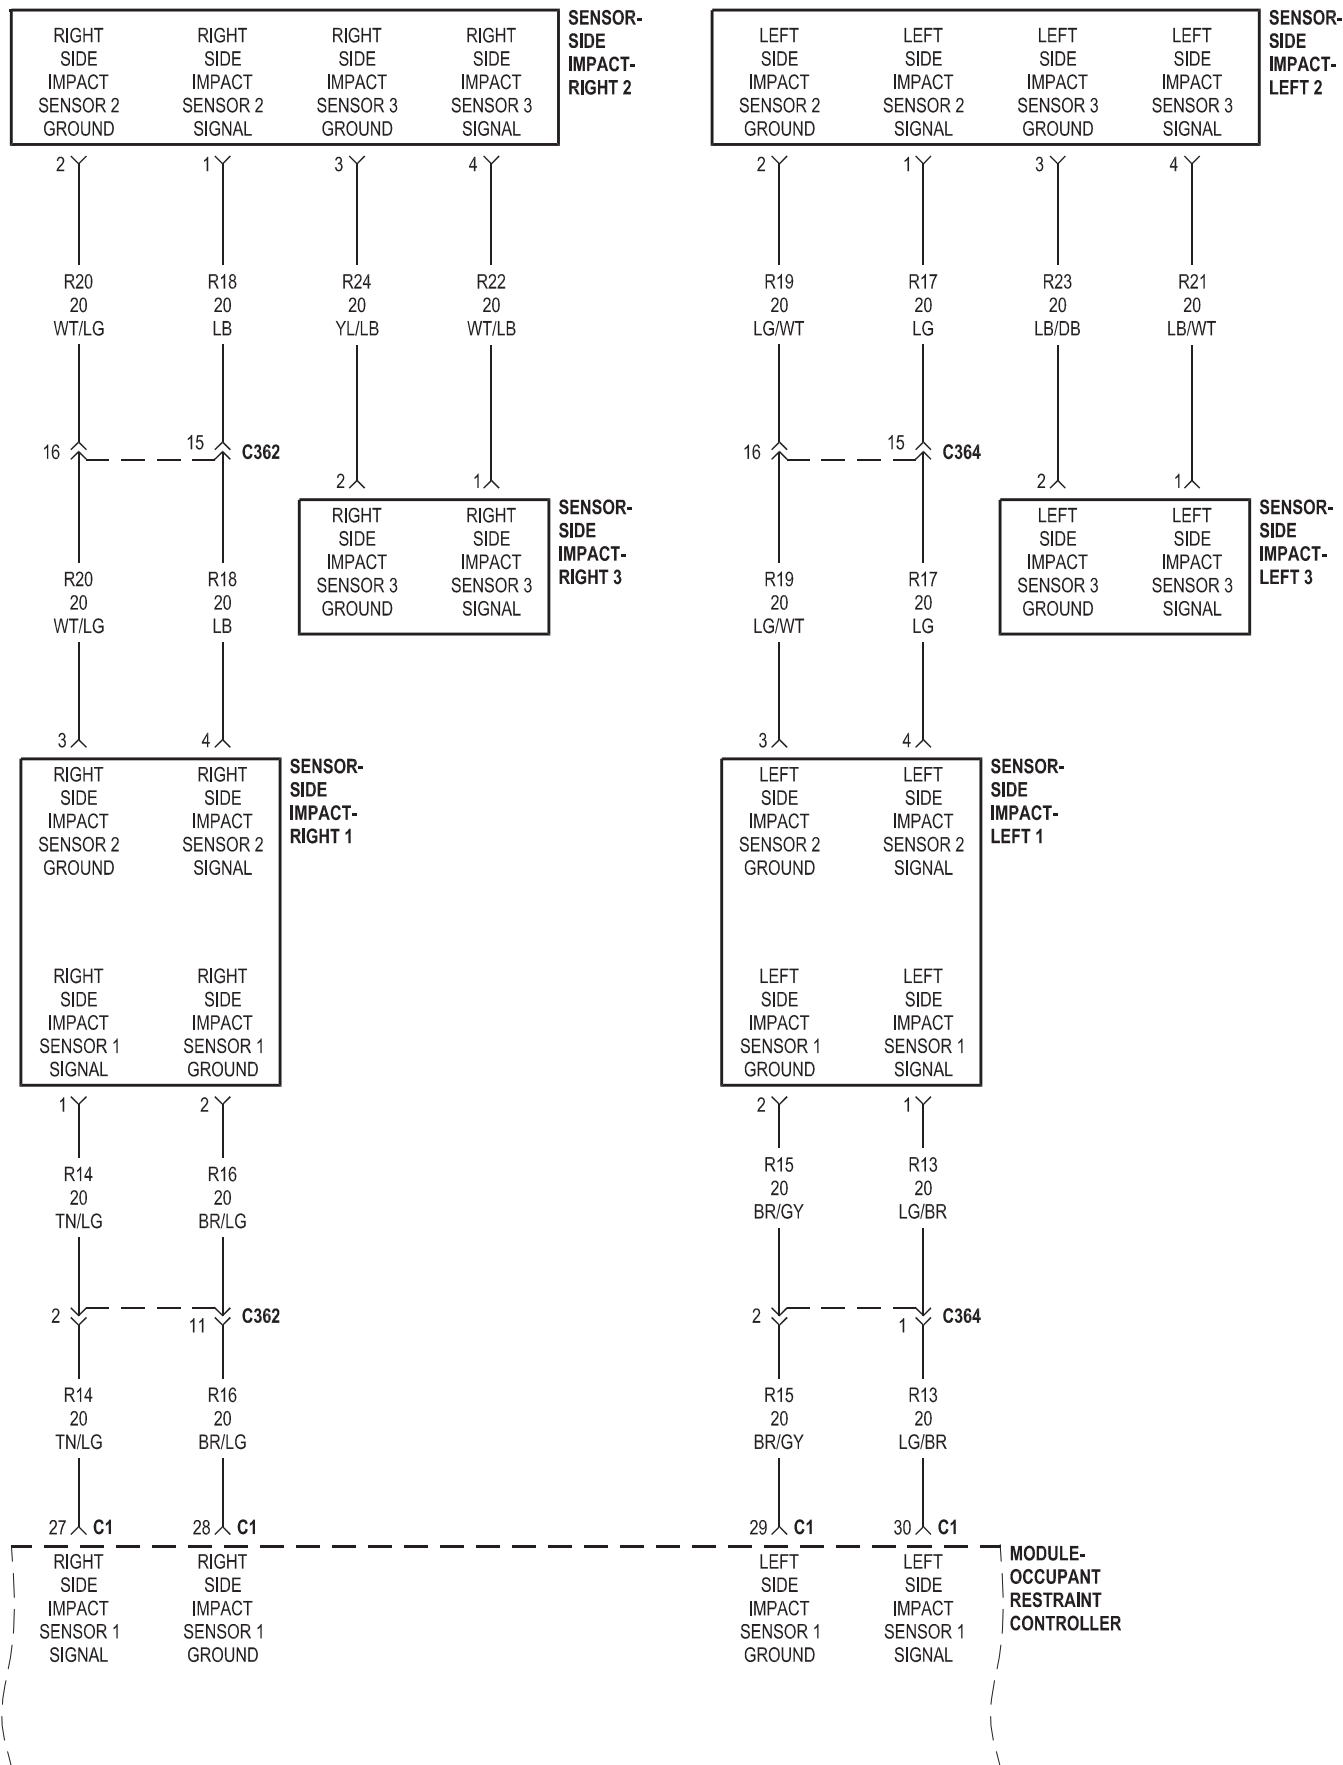 RIGHT
SIDE
IMPACT
SENSOR 2
GROUND
RIGHT
SIDE
IMPACT
SENSOR 2
SIGNAL
RIGHT
SIDE
IMPACT
SENSOR 3
GROUND
RIGHT
SIDE
IMPACT
SENSOR 3
SIGNAL
SENSOR-
SIDE
IMPACT-
RIGHT 2
2
1
3
4
R20
20
WT/LG
R18
20
LB
R24
20
YL/LB
R22
20
WT/LB
16
15
C362
2
1
RIGHT
SIDE
IMPACT
SENSOR 3
GROUND
RIGHT
SIDE
IMPACT
SENSOR 3
SIGNAL
SENSOR-
SIDE
IMPACT-
RIGHT 3
R20
20
WT/LG
R18
20
LB
3
4
RIGHT
SIDE
IMPACT
SENSOR 2
GROUND
RIGHT
SIDE
IMPACT
SENSOR 2
SIGNAL
SENSOR-
SIDE
IMPACT-
RIGHT 1
RIGHT
SIDE
IMPACT
SENSOR 1
SIGNAL
RIGHT
SIDE
IMPACT
SENSOR 1
GROUND
1
2
R14
20
TN/LG
R16
20
BR/LG
2
11
C362
R14
20
TN/LG
R16
20
BR/LG
27
C1
28
C1
RIGHT
SIDE
IMPACT
SENSOR 1
SIGNAL
RIGHT
SIDE
IMPACT
SENSOR 1
GROUND
LEFT
SIDE
IMPACT
SENSOR 2
GROUND
LEFT
SIDE
IMPACT
SENSOR 2
SIGNAL
LEFT
SIDE
IMPACT
SENSOR 3
GROUND
LEFT
SIDE
IMPACT
SENSOR 3
SIGNAL
SENSOR-
SIDE
IMPACT-
LEFT 2
2
1
3
4
R19
20
LG/WT
R17
20
LG
R23
20
LB/DB
R21
20
LB/WT
16
15
C364
2
1
LEFT
SIDE
IMPACT
SENSOR 3
GROUND
LEFT
SIDE
IMPACT
SENSOR 3
SIGNAL
SENSOR-
SIDE
IMPACT-
LEFT 3
R19
20
LG/WT
R17
20
LG
3
4
LEFT
SIDE
IMPACT
SENSOR 2
GROUND
LEFT
SIDE
IMPACT
SENSOR 2
SIGNAL
SENSOR-
SIDE
IMPACT-
LEFT 1
LEFT
SIDE
IMPACT
SENSOR 1
GROUND
LEFT
SIDE
IMPACT
SENSOR 1
SIGNAL
2
1
R15
20
BR/GY
R13
20
LG/BR
2
1
C364
R15
20
BR/GY
R13
20
LG/BR
29
C1
30
C1
LEFT
SIDE
IMPACT
SENSOR 1
GROUND
LEFT
SIDE
IMPACT
SENSOR 1
SIGNAL
MODULE-
OCCUPANT
RESTRAINT
CONTROLLER